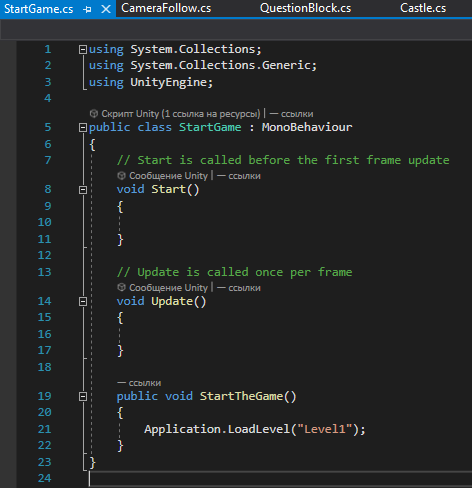 StartGame.cs CameraFollow.cs QuestionBlock.cs Castle.cs
1 using System.Collections;
2 using System.Collections.Generic;
3 using UnityEngine;
4
Скрипт Unity (1 ссылка на ресурсы) | — ссылки
5 public class StartGame : MonoBehaviour
6 {
7 // Start is called before the first frame update
Сообщение Unity | — ссылки
8 void Start()
9 {
10
11 }
12
13 // Update is called once per frame
Сообщение Unity | — ссылки
14 void Update()
15 {
16
17 }
18
— ссылки
19 public void StartTheGame()
20 {
21 Application.LoadLevel("Level1");
22 }
23 }
24